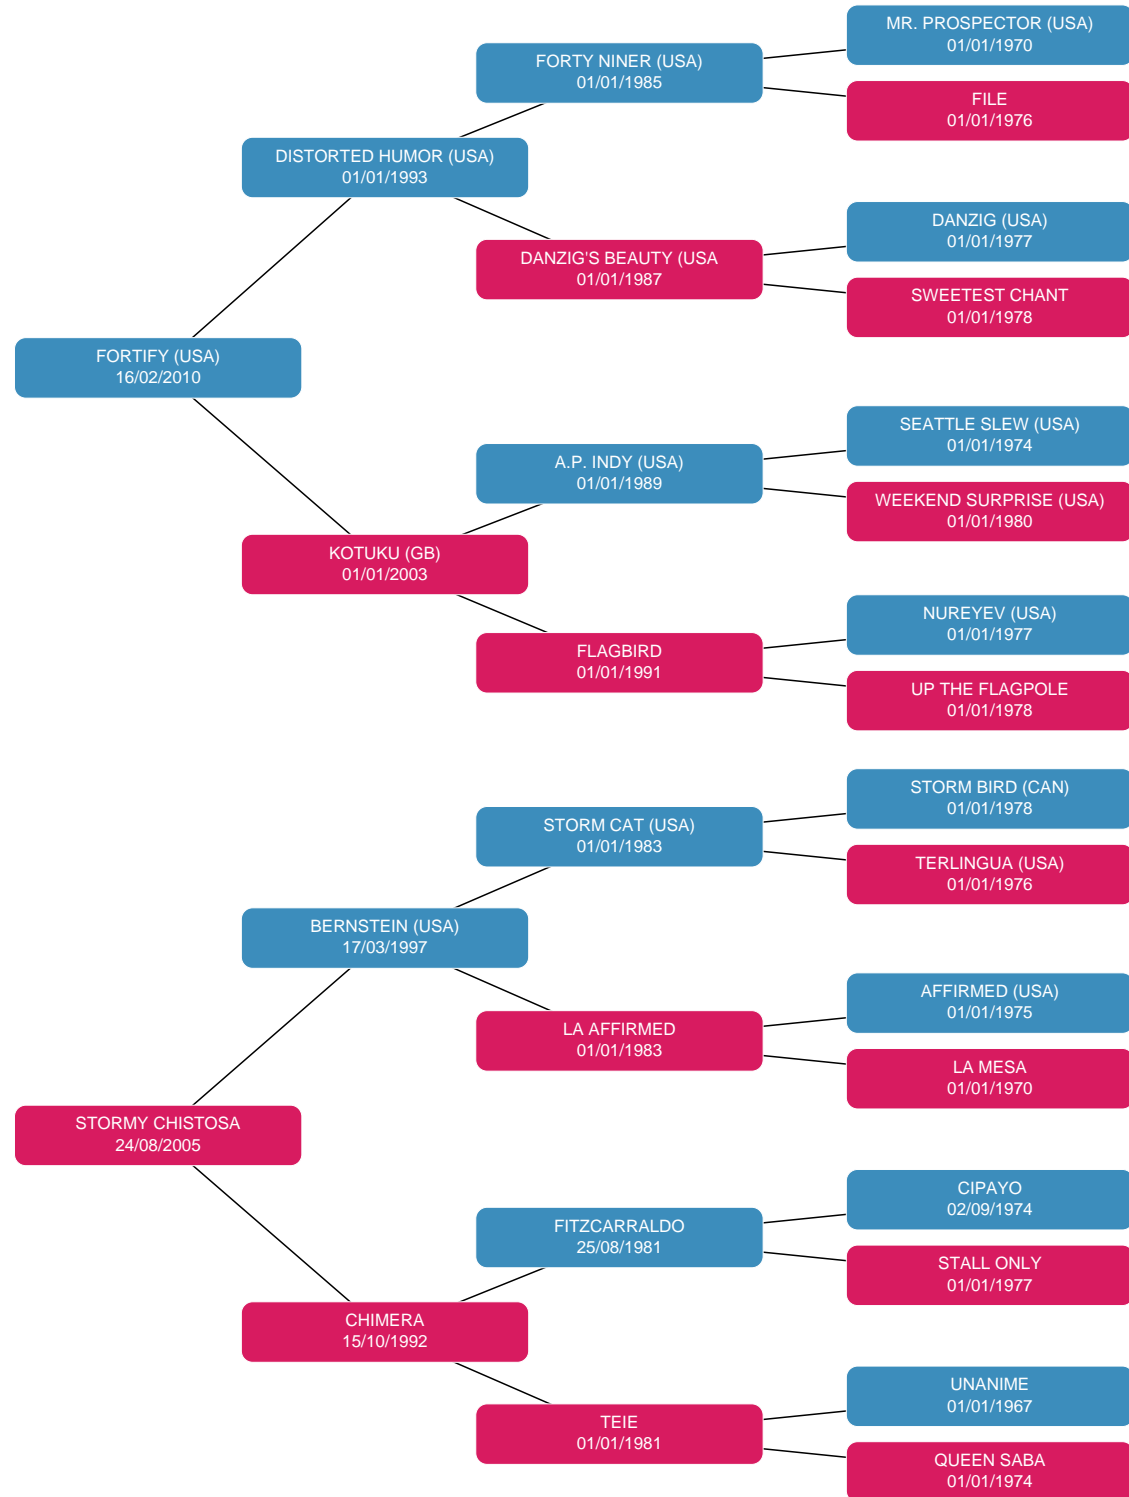 MR. PROSPECTOR (USA)
01/01/1970
FORTY NINER (USA)
01/01/1985
FILE
01/01/1976
DISTORTED HUMOR (USA)
01/01/1993
DANZIG (USA)
01/01/1977
DANZIG'S BEAUTY (USA
01/01/1987
SWEETEST CHANT
01/01/1978
FORTIFY (USA)
16/02/2010
SEATTLE SLEW (USA)
01/01/1974
A.P. INDY (USA)
01/01/1989
WEEKEND SURPRISE (USA)
01/01/1980
KOTUKU (GB)
01/01/2003
NUREYEV (USA)
01/01/1977
FLAGBIRD
01/01/1991
UP THE FLAGPOLE
01/01/1978
STORM BIRD (CAN)
01/01/1978
STORM CAT (USA)
01/01/1983
TERLINGUA (USA)
01/01/1976
BERNSTEIN (USA)
17/03/1997
AFFIRMED (USA)
01/01/1975
LA AFFIRMED
01/01/1983
LA MESA
01/01/1970
STORMY CHISTOSA
24/08/2005
CIPAYO
02/09/1974
FITZCARRALDO
25/08/1981
STALL ONLY
01/01/1977
CHIMERA
15/10/1992
UNANIME
01/01/1967
TEIE
01/01/1981
QUEEN SABA
01/01/1974